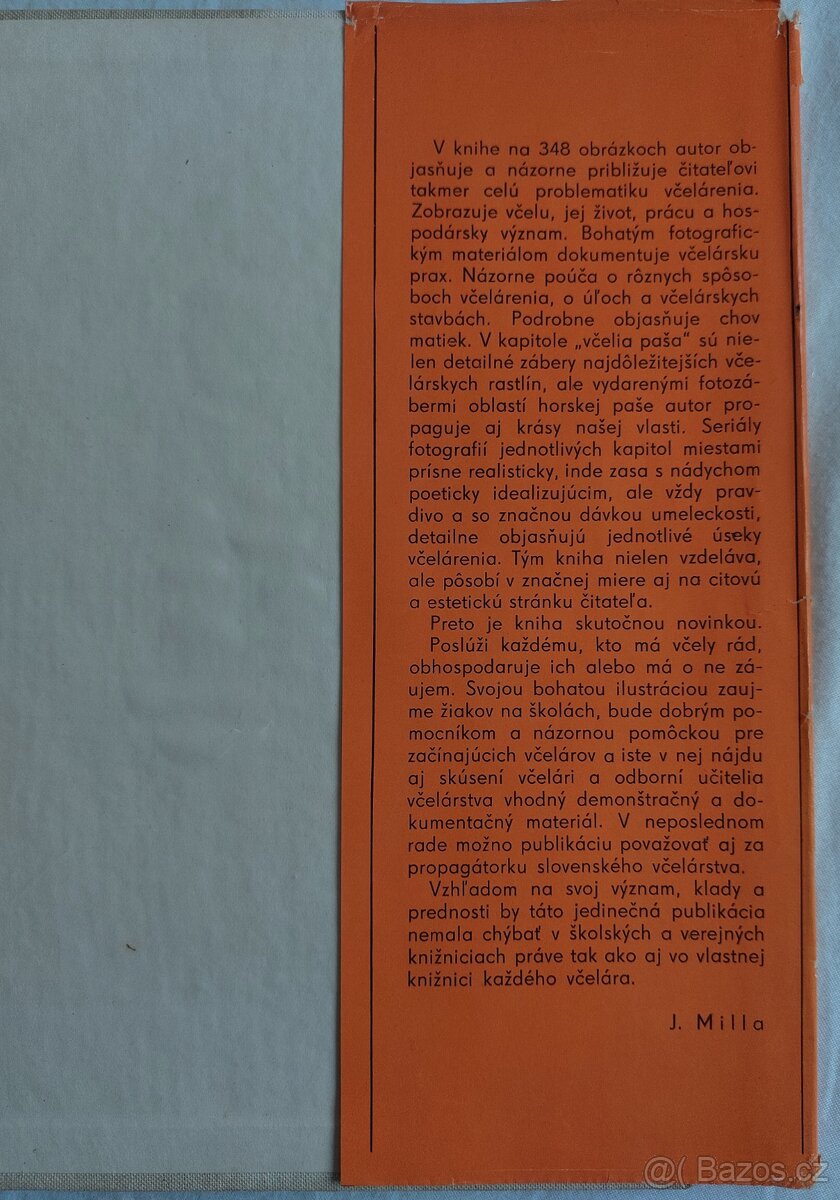 V knihe na 348 obrázkoch autor ob-
jasňuje a názorne približuje čitateľovi
takmer celú problematiku včelárenia.
Zobrazuje včelu, jej život, prácu a hos-
podársky význam. Bohatým fotografic-
kým materiálom dokumentuje včelársku
prax. Názorne poúča o rôznych spôso-
boch včelárenia, o úľoch a včelárskych
stavbách. Podrobne objasňuje chov
matiek. V kapitole „včelia paša“ sú nie-
len detailné zábery najdôležitejších vče-
lárskych rastlín, ale vydarenými fotozá-
bermi oblastí horskej paše autor pro-
paguje aj krásy našej vlasti. Seriály
fotografií jednotlivých kapitol miestami
prísne realisticky, inde zasa s nádychom
poeticky idealizujúcim, ale vždy prav-
divo a so značnou dávkou umeleckosti,
detailne objasňujú jednotlivé úseky
včelárenia. Tým kniha nielen vzdeláva,
ale pôsobí v značnej miere aj na citovú
a estetickú stránku čitateľa.
Preto je kniha skutočnou novinkou.
Poslúži každému, kto má včely rád,
obhospodaruje ich alebo má o ne zá-
ujem. Svojou bohatou ilustráciou zauj-
me žiakov na školách, bude dobrým po-
mocníkom a názornou pomôckou pre
začínajúcich včelárov a iste v nej nájdu
aj skúsení včelári a odborní učitelia
včelárstva vhodný demonštračný a do-
kumentačný materiál. V neposlednom
rade možno publikáciu považovať aj za
propagátorku slovenského včelárstva.
Vzhľadom na svoj význam, klady a
prednosti by táto jedinečná publikácia
nemala chýbať v školských a verejných
knižniciach práve tak ako aj vo vlastnej
knižnici každého včelára.
J. Milla
@( Bazos.cz